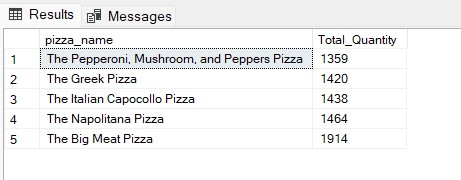 Results Messages
pizza_name Total_Quantity
1 The Pepperoni, Mushroom, and Peppers Pizza 1359
2 The Greek Pizza 1420
3 The Italian Capocollo Pizza 1438
4 The Napolitana Pizza 1464
5 The Big Meat Pizza 1914